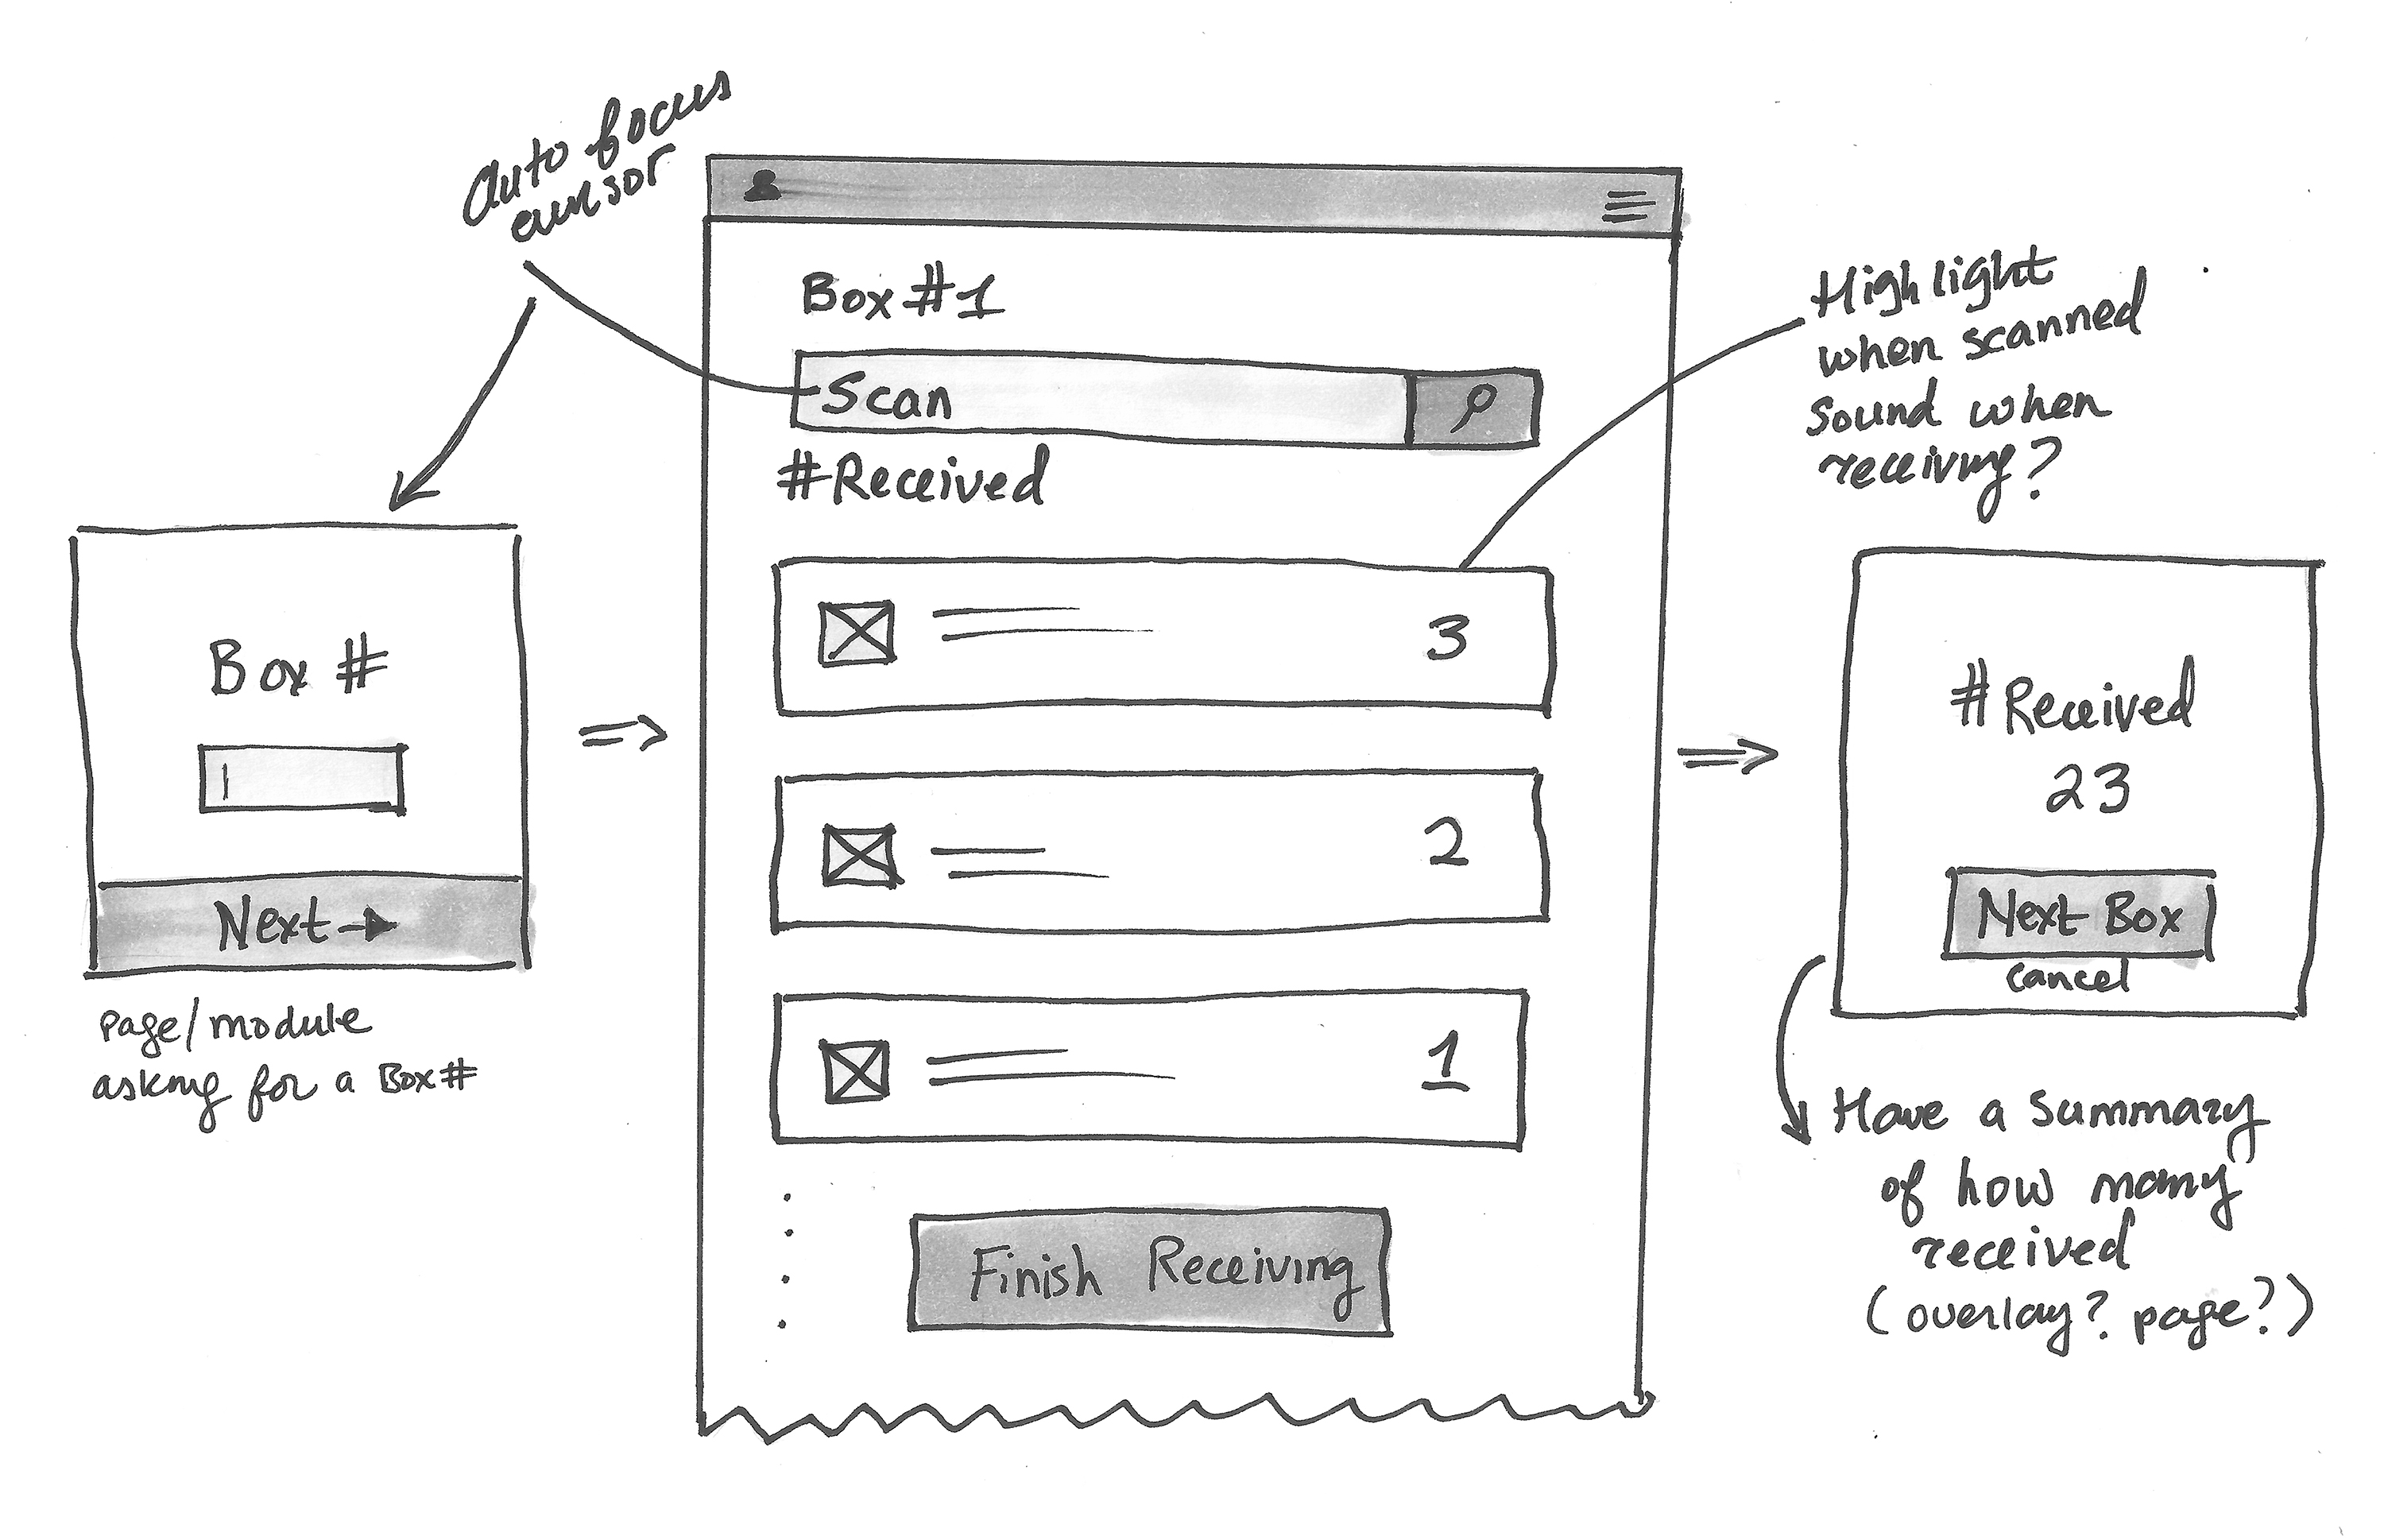 Auto focus
cursor
Box #
Next
page/module
asking for a Box #
Box #1
Scan
#Received
3
2
1
Finish Receiving
Highlight
when scanned
sound when
receiving?
#Received
23
Next Box
cancel
Have a summary
of how many
received
(overlay? page?)